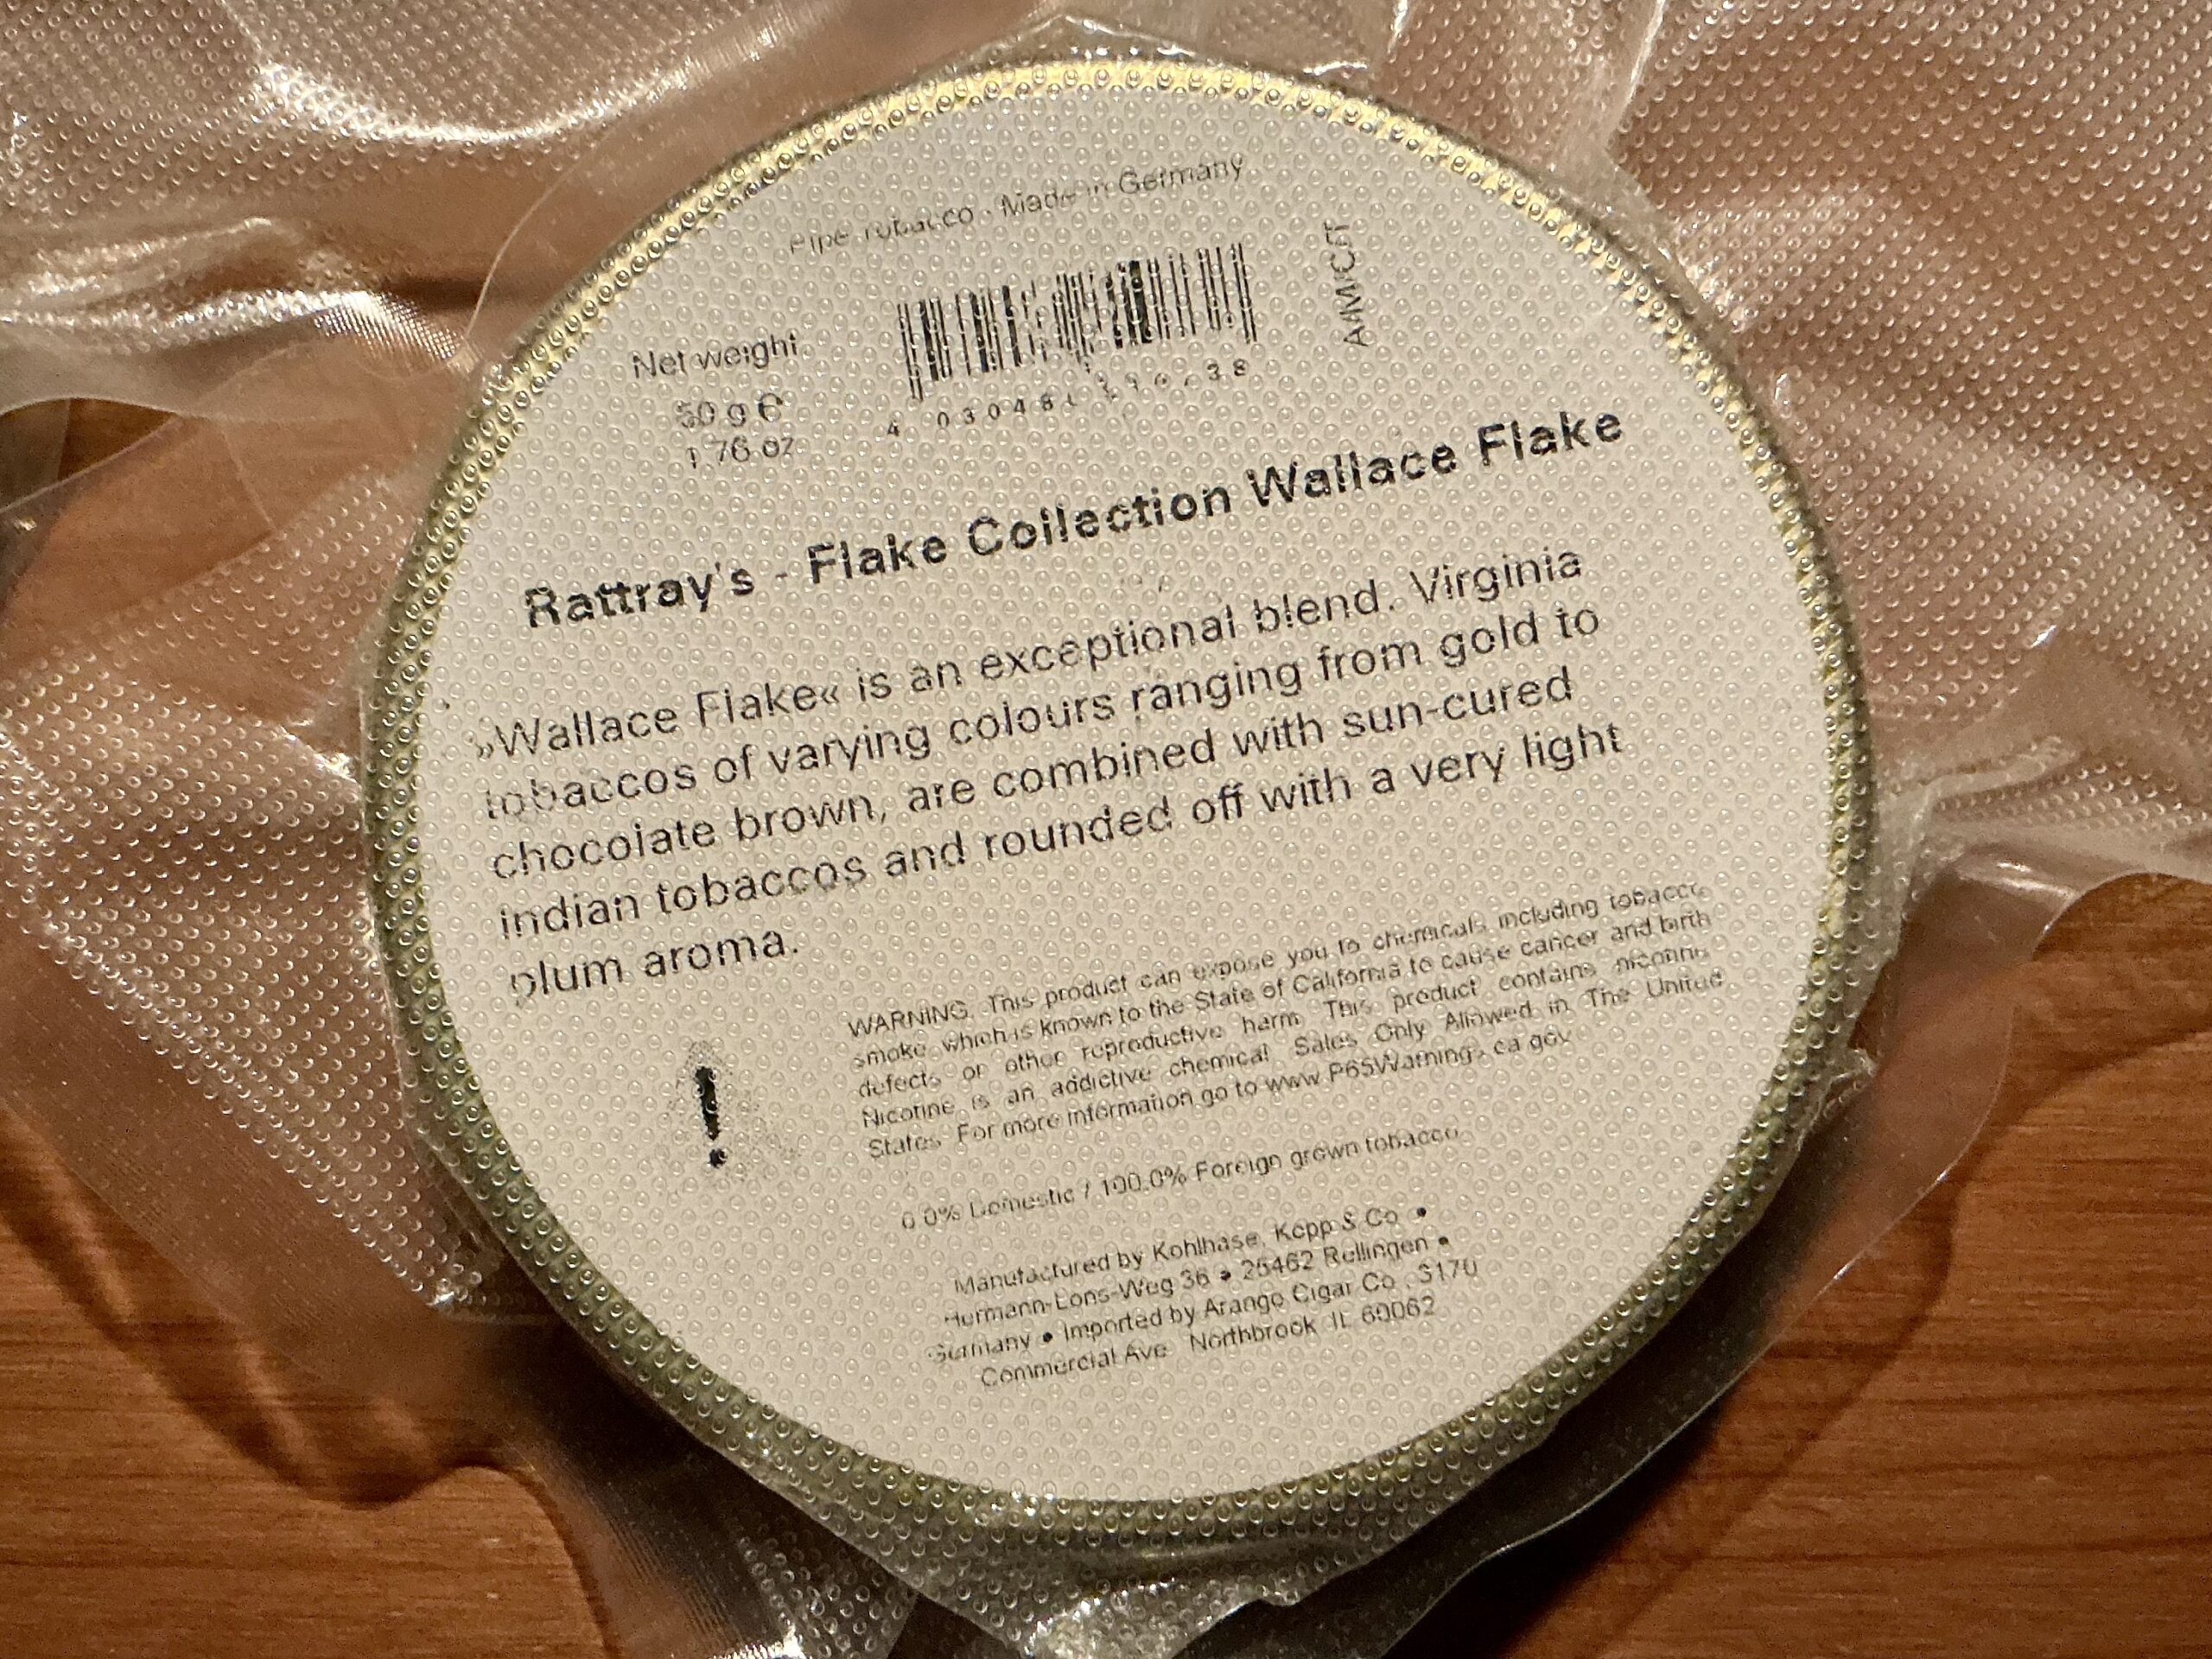 Pipe Tobacco · Made in Germany
Net weight
50 g ℮
1.76 oz
Rattray's - Flake Collection Wallace Flake
»Wallace Flake« is an exceptional blend. Virginia
tobaccos of varying colours ranging from gold to
chocolate brown, are combined with sun-cured
indian tobaccos and rounded off with a very light
plum aroma.
WARNING: This product can expose you to chemicals including tobacco
smoke which is known to the State of California to cause cancer and birth
defects or other reproductive harm. This product contains nicotine.
Nicotine is an addictive chemical. Sales Only Allowed in The United
States. For more information go to www.P65Warnings.ca.gov
!
0.0% Domestic / 100.0% Foreign grown tobacco
Manufactured by Kohlhase, Kopp & Co •
Hermann-Löns-Weg 36 • 25462 Rellingen •
Germany • Imported by Arango Cigar Co., 3170
Commercial Ave. Northbrook IL 60062